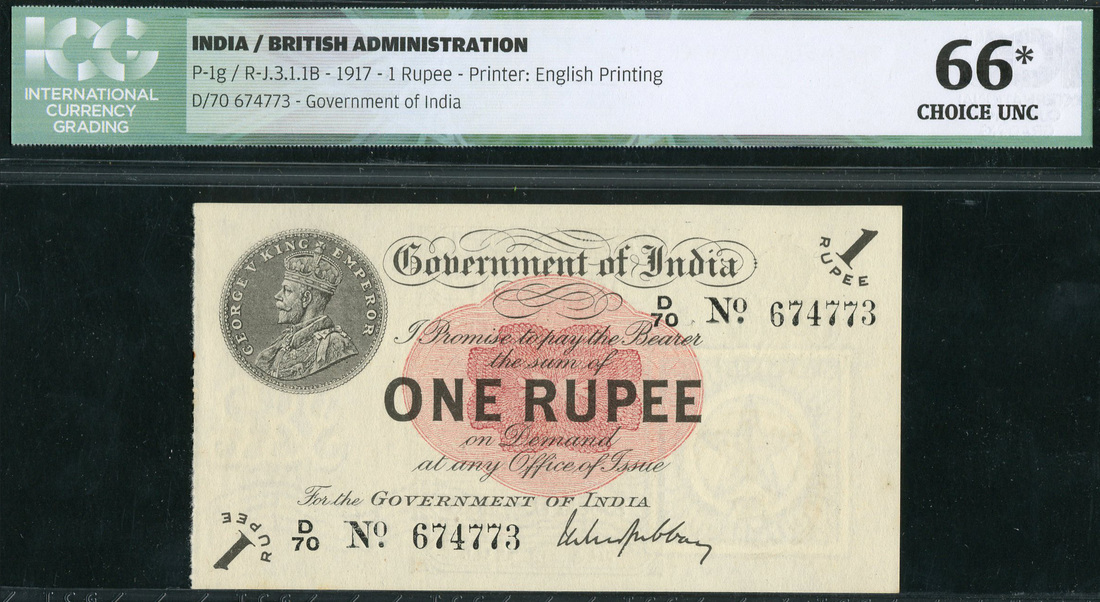 ICG
INTERNATIONAL
CURRENCY
GRADING
INDIA / BRITISH ADMINISTRATION
P-1g / R-J.3.1.1B - 1917 - 1 Rupee - Printer: English Printing
D/70 674773 - Government of India
66*
CHOICE UNC
GEORGE V KING EMPEROR
Government of India
1
RUPEE
D/70 No. 674773
I Promise to pay the Bearer
the sum of
ONE RUPEE
on Demand
at any Office of Issue
For the GOVERNMENT OF INDIA
1
RUPEE
RUPEE
D/70 No. 674773